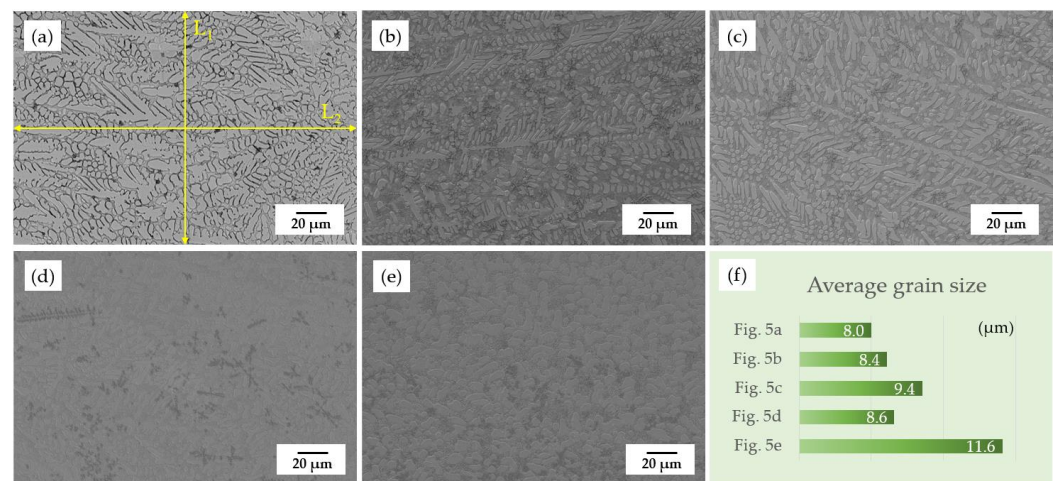 (a)
L1
L2
20 μm
(b)
20 μm
(c)
20 μm
(d)
20 μm
(e)
20 μm
(f)
Average grain size
(μm)
Fig. 5a 8.0
Fig. 5b 8.4
Fig. 5c 9.4
Fig. 5d 8.6
Fig. 5e 11.6